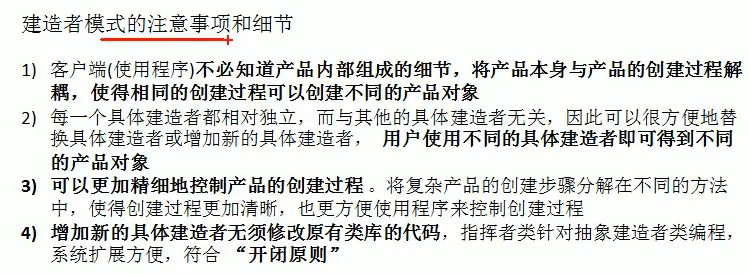 建造者模式的注意事项和细节
1) 客户端(使用程序)不必知道产品内部组成的细节，将产品本身与产品的创建过程解
耦，使得相同的创建过程可以创建不同的产品对象
2) 每一个具体建造者都相对独立，而与其他的具体建造者无关，因此可以很方便地替
换具体建造者或增加新的具体建造者， 用户使用不同的具体建造者即可得到不同
的产品对象
3) 可以更加精细地控制产品的创建过程 。将复杂产品的创建步骤分解在不同的方法
中，使得创建过程更加清晰，也更方便使用程序来控制创建过程
4) 增加新的具体建造者无须修改原有类库的代码，指挥者类针对抽象建造者类编程，
系统扩展方便，符合 “开闭原则”